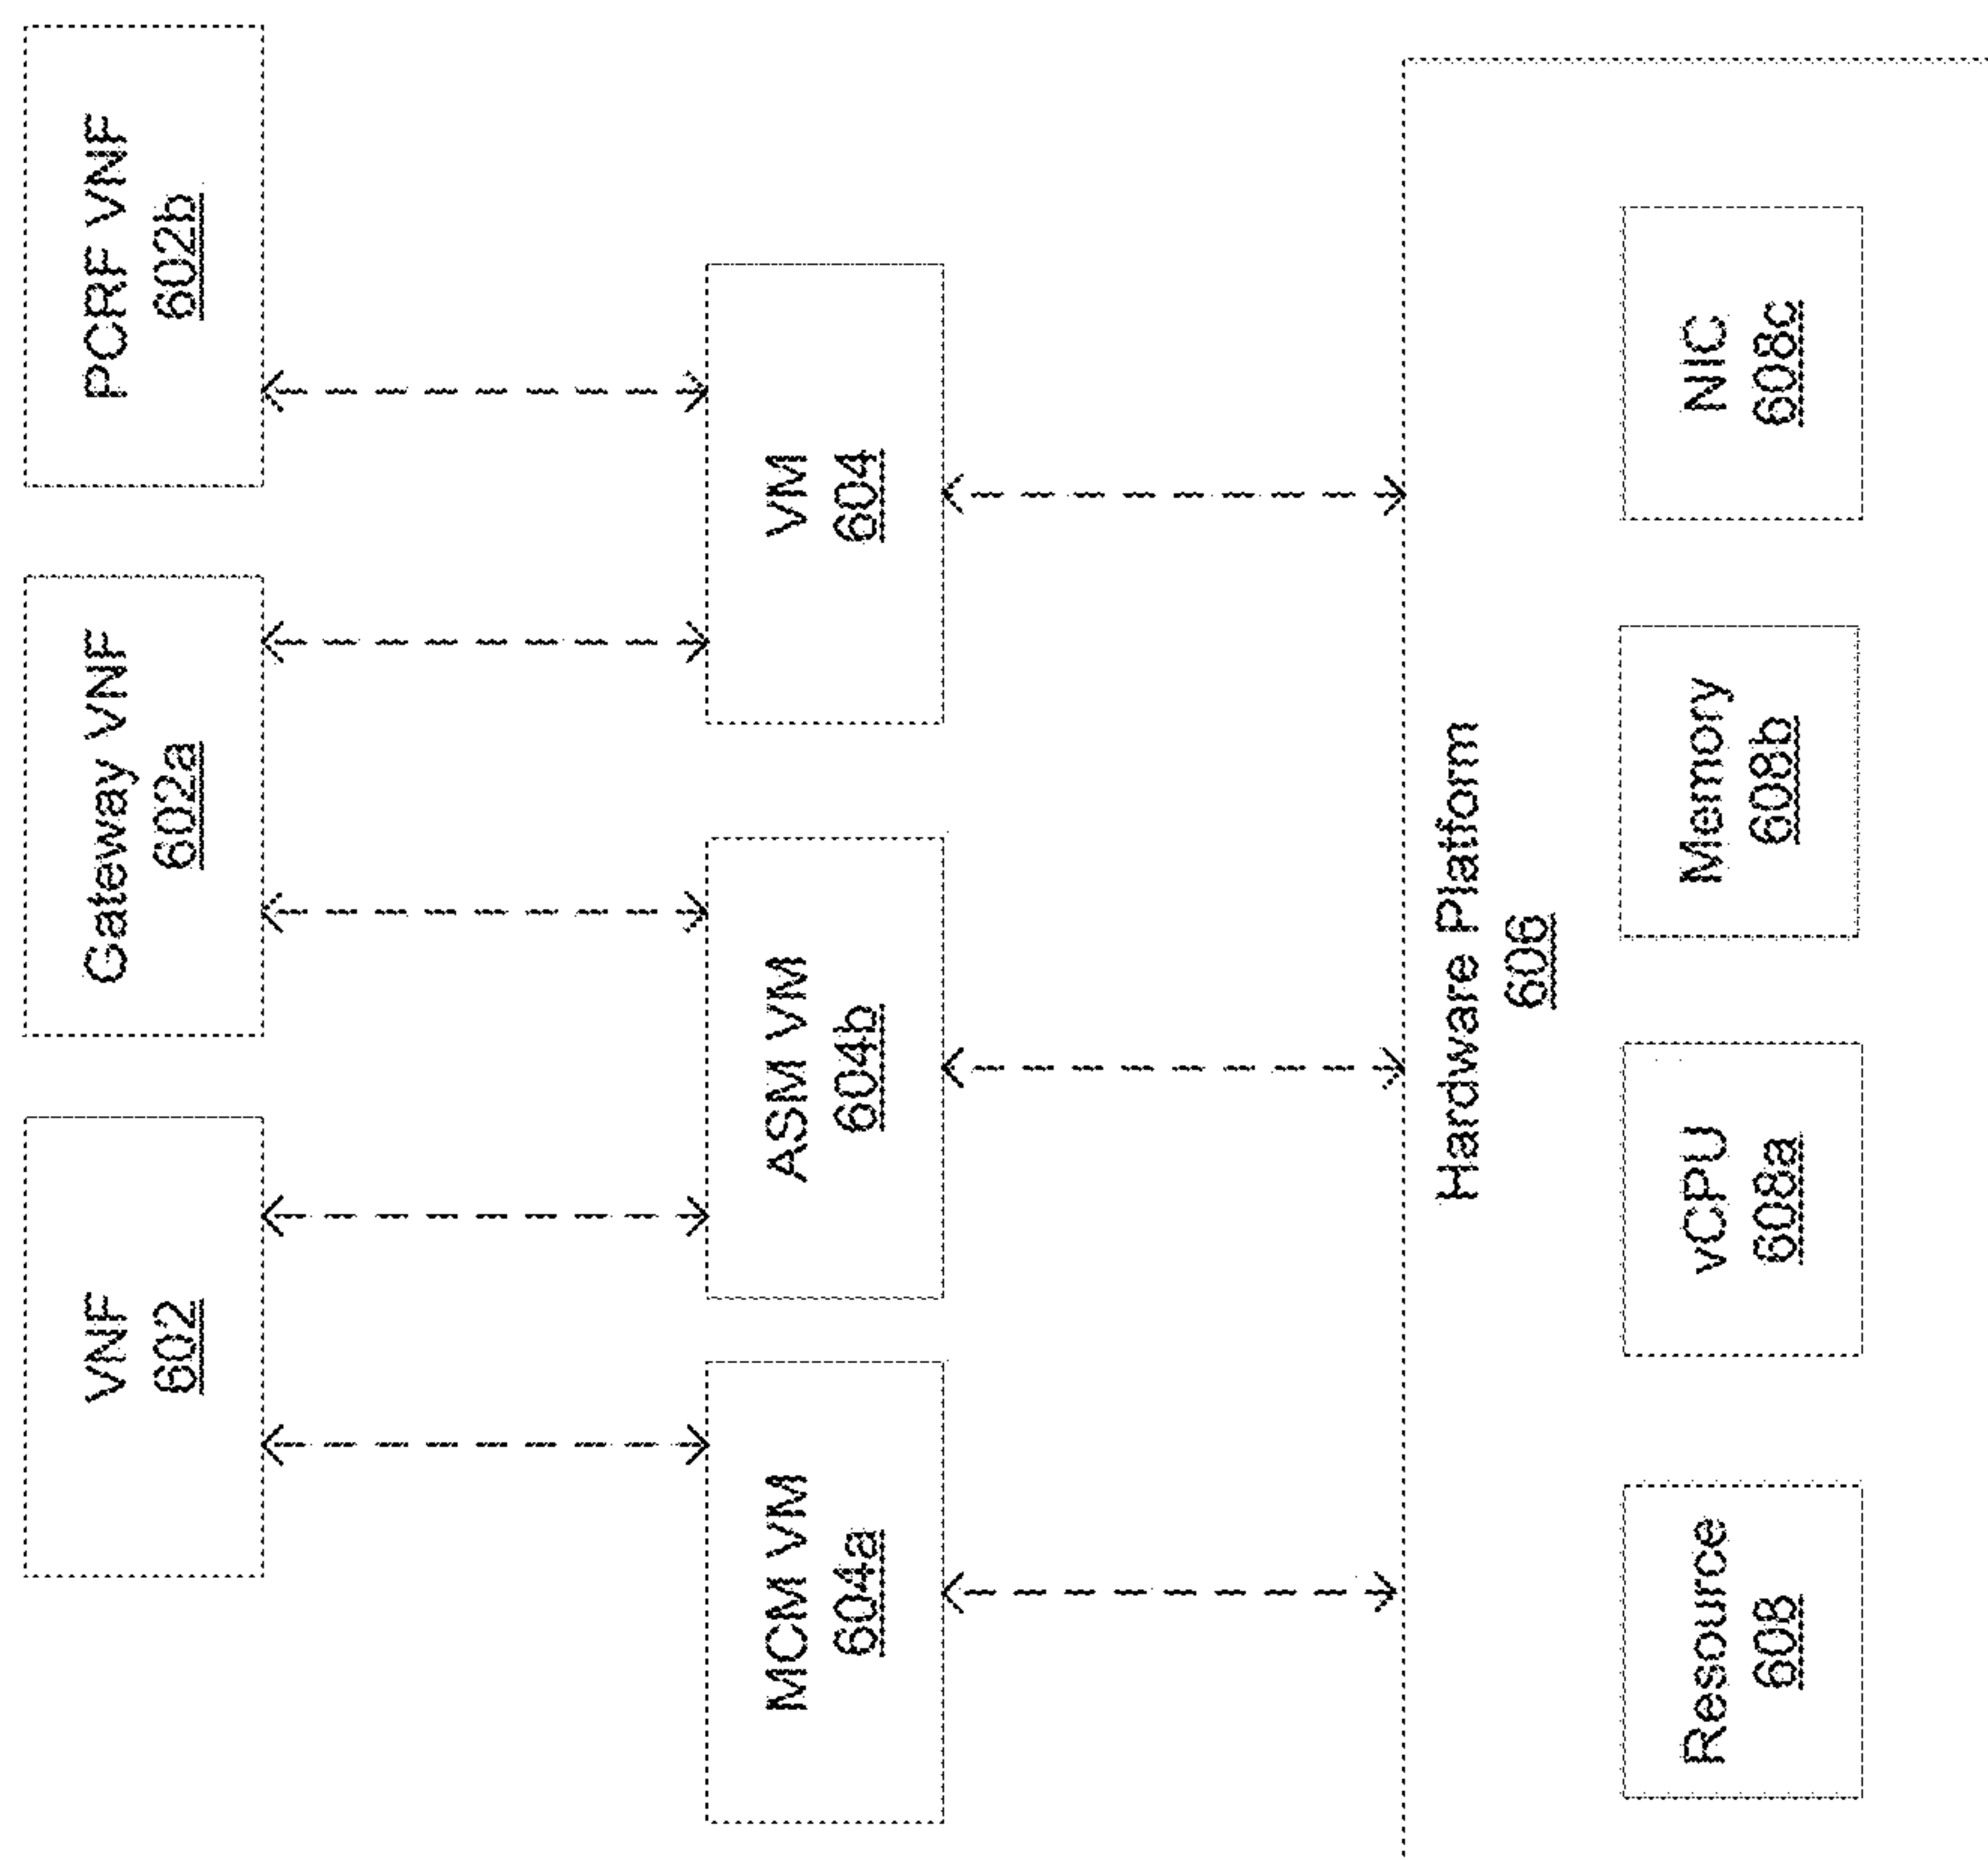 VNF
602
Gateway VNF
602a
PCRF VNF
602b
MCM VM
604a
ASM VM
604b
VM
604
Hardware Platform
606
Resource
608
vCPU
608a
Memory
608b
NIC
608c